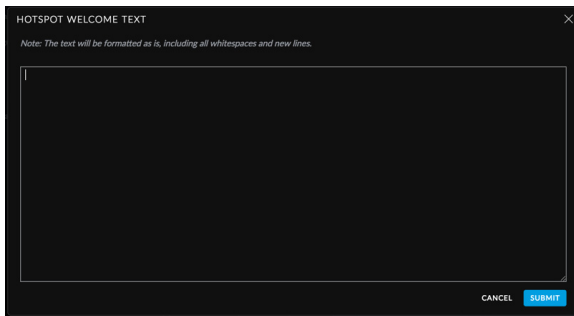 HOTSPOT WELCOME TEXT
Note: The text will be formatted as is, including all whitespaces and new lines.
CANCEL SUBMIT